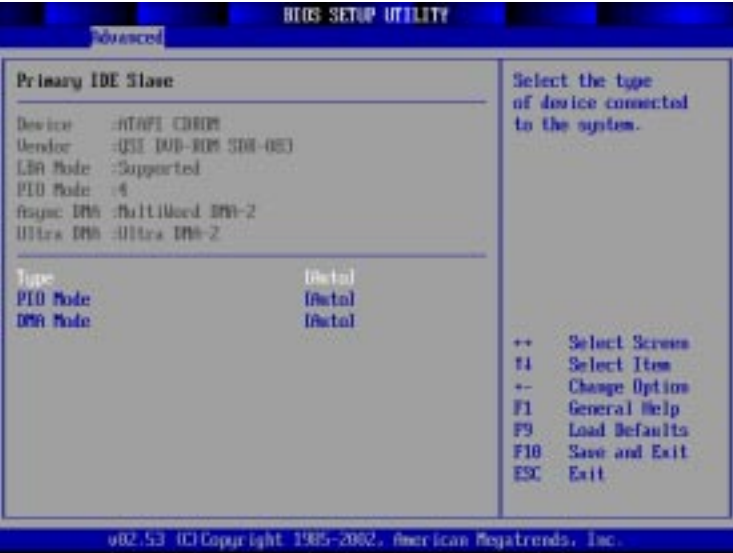 BIOS SETUP UTILITY
Advanced
Primary IDE Slave
Device :ATAPI CDROM
Vendor :QSI DVD-ROM SDR-083
LBA Mode :Supported
PIO Mode :4
Async DMA :MultiWord DMA-2
Ultra DMA :Ultra DMA-2
Type [Auto]
PIO Mode [Auto]
DMA Mode [Auto]
Select the type
of device connected
to the system.
↔ Select Screen
↑↓ Select Item
+- Change Option
F1 General Help
F9 Load Defaults
F10 Save and Exit
ESC Exit
v02.53 (C)Copyright 1985-2002, American Megatrends, Inc.